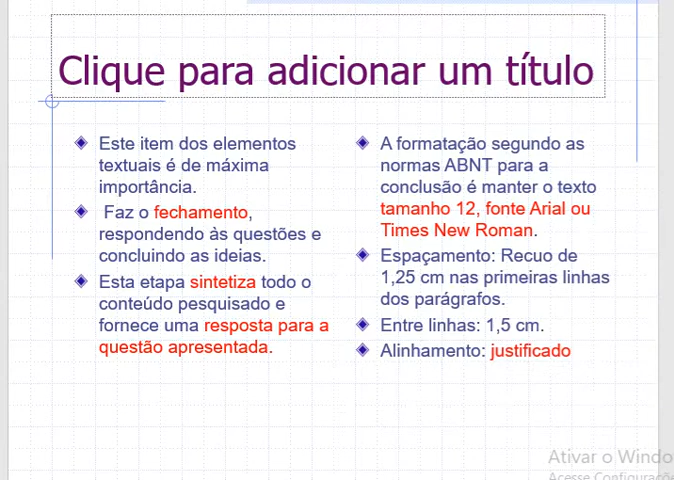 Clique para adicionar um título
Este item dos elementos
textuais é de máxima
importância.
Faz o fechamento,
respondendo às questões e
concluindo as ideias.
Esta etapa sintetiza todo o
conteúdo pesquisado e
fornece uma resposta para a
questão apresentada.
A formatação segundo as
normas ABNT para a
conclusão é manter o texto
tamanho 12, fonte Arial ou
Times New Roman.
Espaçamento: Recuo de
1,25 cm nas primeiras linhas
dos parágrafos.
Entre linhas: 1,5 cm.
Alinhamento: justificado
Ativar o Windo
Acesse Configuraçõe